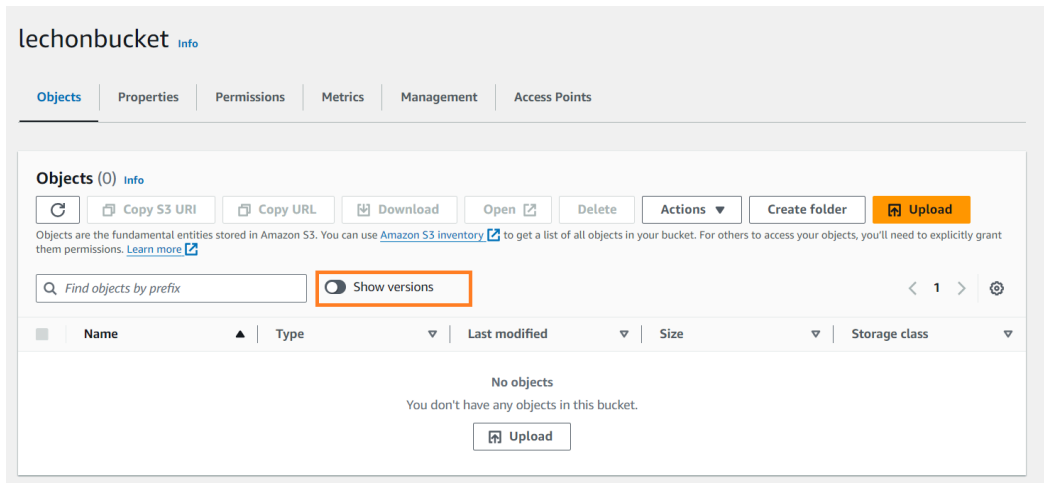 lechonbucket Info
Objects Properties Permissions Metrics Management Access Points
Objects (0) Info
Copy S3 URI Copy URL Download Open Delete Actions Create folder Upload
Objects are the fundamental entities stored in Amazon S3. You can use Amazon S3 inventory to get a list of all objects in your bucket. For others to access your objects, you'll need to explicitly grant
them permissions. Learn more
Find objects by prefix Show versions 1
Name Type Last modified Size Storage class
No objects
You don't have any objects in this bucket.
Upload